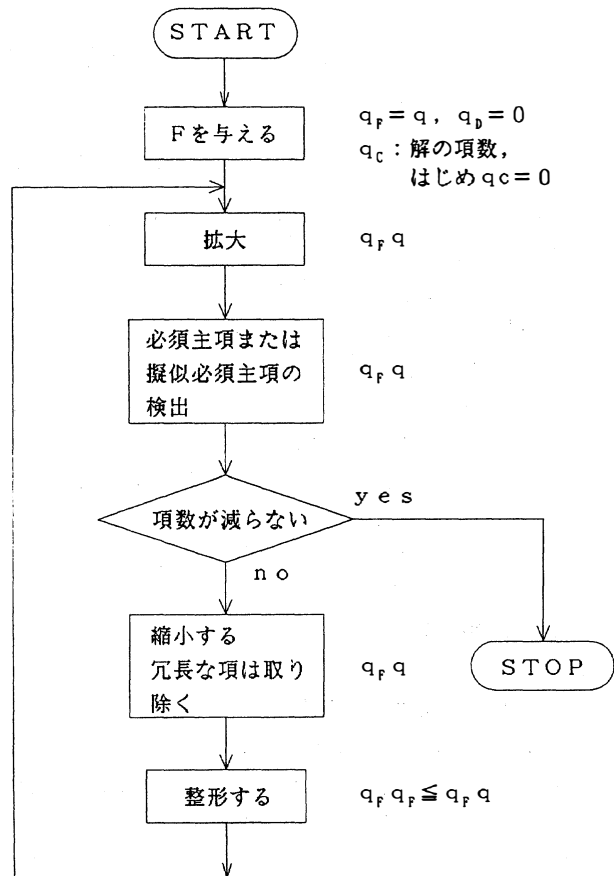 START
Fを与える
q_F=q, q_D=0
q_C:解の項数,
はじめqc=0
拡大
q_F q
必須主項または
擬似必須主項の
検出
q_F q
項数が減らない
yes
no
縮小する
冗長な項は取り
除く
q_F q
STOP
整形する
q_F q_F≦q_F q